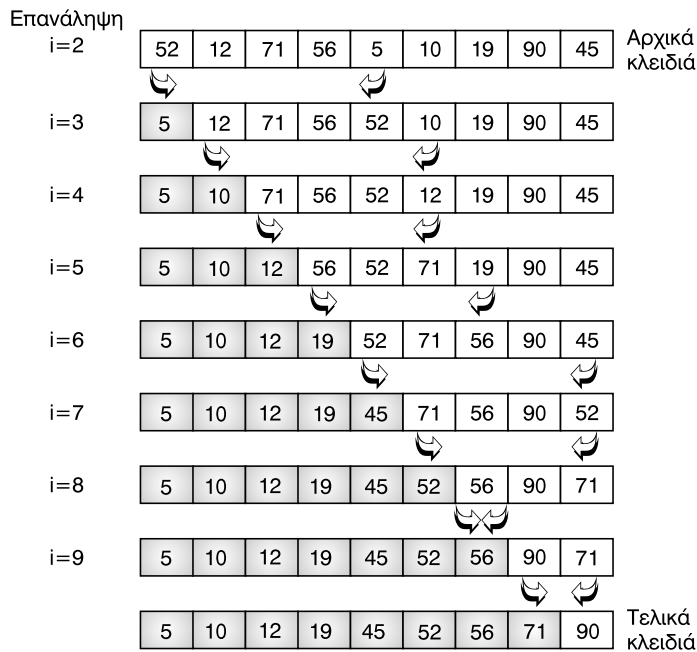 Επανάληψη
i=2 52 12 71 56 5 10 19 90 45 Αρχικά
κλειδιά
i=3 5 12 71 56 52 10 19 90 45
i=4 5 10 71 56 52 12 19 90 45
i=5 5 10 12 56 52 71 19 90 45
i=6 5 10 12 19 52 71 56 90 45
i=7 5 10 12 19 45 71 56 90 52
i=8 5 10 12 19 45 52 56 90 71
i=9 5 10 12 19 45 52 56 90 71
5 10 12 19 45 52 56 71 90 Τελικά
κλειδιά